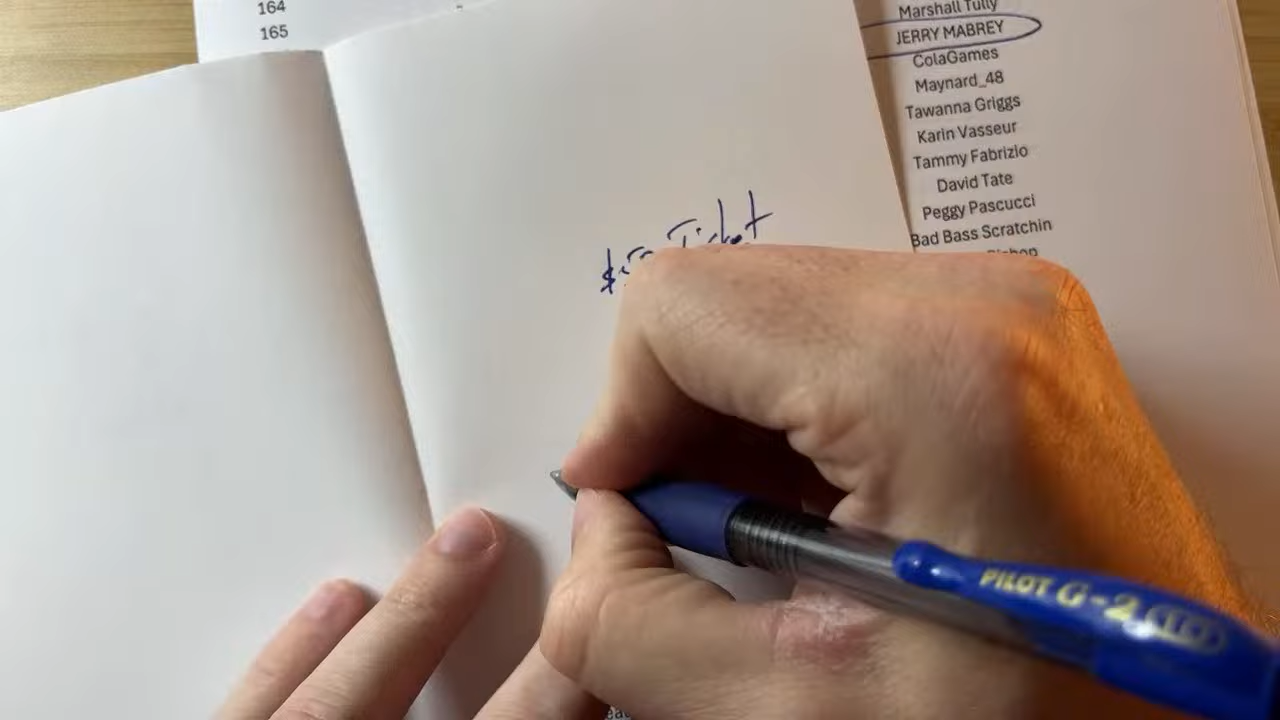 164
165
Marshall Tully
JERRY MABREY
ColaGames
Maynard_48
Tawanna Griggs
Karin Vasseur
Tammy Fabrizio
David Tate
Peggy Pascucci
Bad Bass Scratchin
Ticket
PILOT G-2